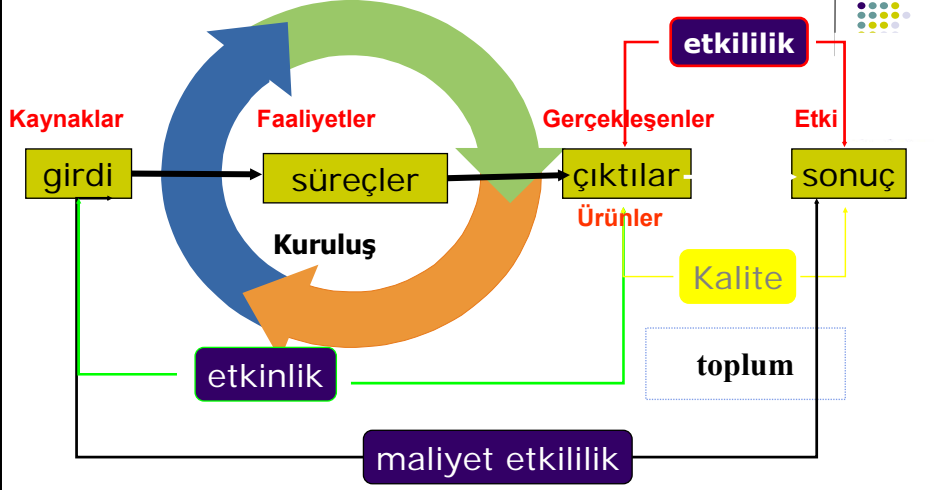 etkililik
Kaynaklar
Faaliyetler
Gerçekleşenler
Etki
girdi
süreçler
çıktılar
sonuç
Ürünler
Kuruluş
Kalite
toplum
etkinlik
maliyet etkililik